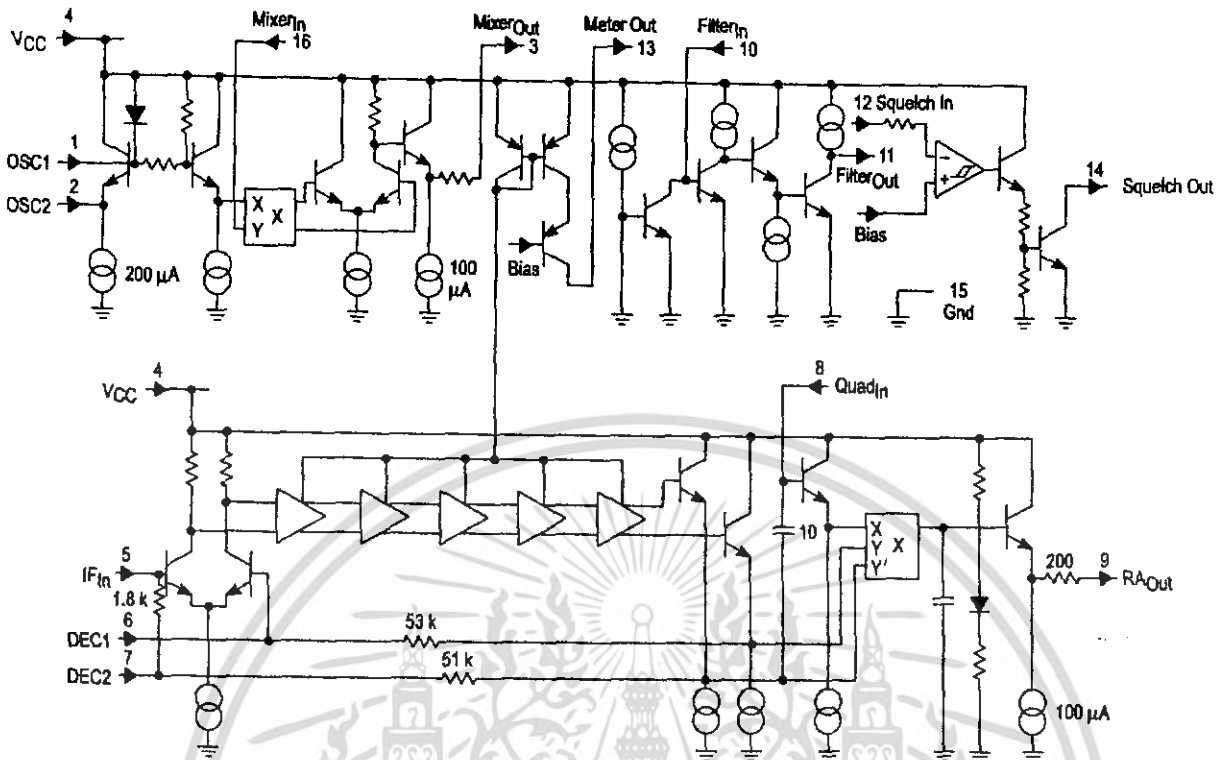 4
VCC
MixerIn
16
MixerOut
3
Meter Out
13
FilterIn
10
12 Squelch In
1
OSC1
2
OSC2
X
Y
X
200 μA
100
μA
Bias
11
FilterOut
Bias
14
Squelch Out
15
Gnd
4
VCC
8
QuadIn
10
X
Y
Y'
X
5
IFIn
1.8 k
6
DEC1
7
DEC2
53 k
51 k
200
9
RAOut
100 μA